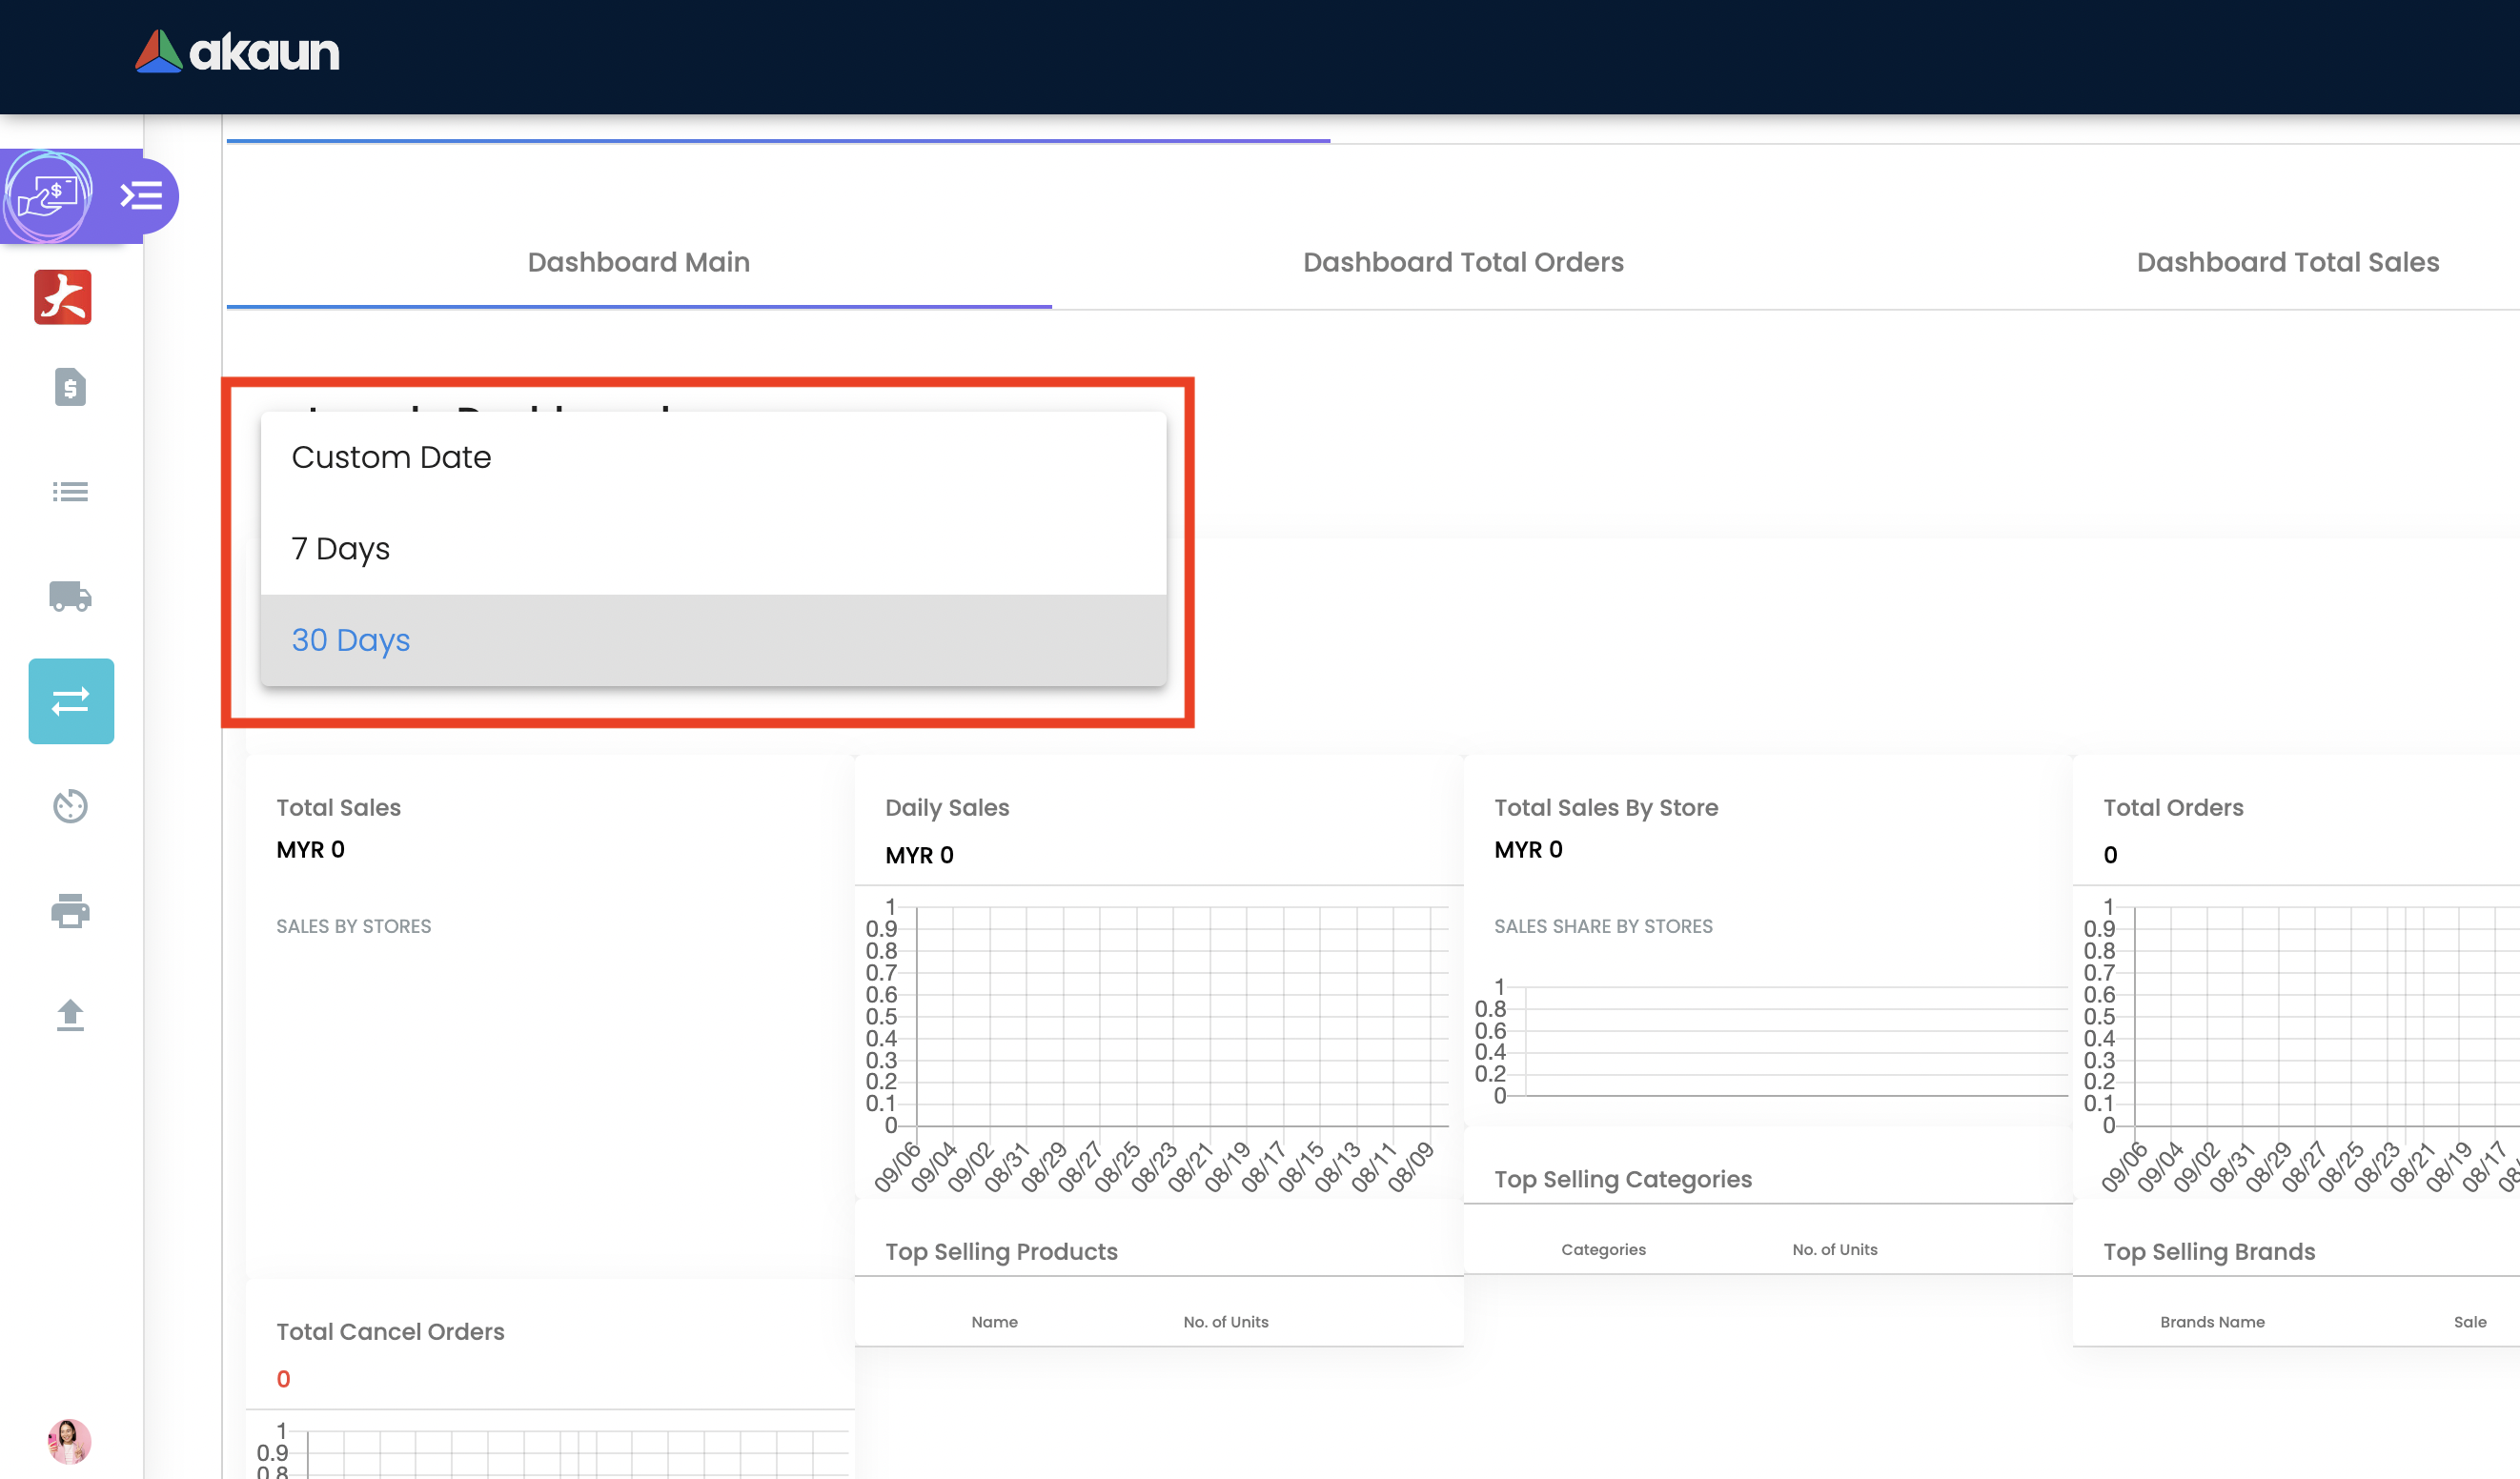 akaun
Dashboard Main
Dashboard Total Orders
Dashboard Total Sales
Custom Date
7 Days
30 Days
Total Sales
MYR 0
SALES BY STORES
Daily Sales
MYR 0
1
0.9
0.8
0.7
0.6
0.5
0.4
0.3
0.2
0.1
0
09/06
09/04
09/02
08/31
08/29
08/27
08/25
08/23
08/21
08/19
08/17
08/15
08/13
08/11
08/09
Total Sales By Store
MYR 0
SALES SHARE BY STORES
1
0.8
0.6
0.4
0.2
0
Total Orders
0
1
0.9
0.8
0.7
0.6
0.5
0.4
0.3
0.2
0.1
0
09/06
09/04
09/02
08/31
08/29
08/27
08/25
08/23
08/21
08/19
08/17
Top Selling Categories
Categories No. of Units
Top Selling Products
Name No. of Units
Top Selling Brands
Brands Name Sale
Total Cancel Orders
0
1
0.9
0.8